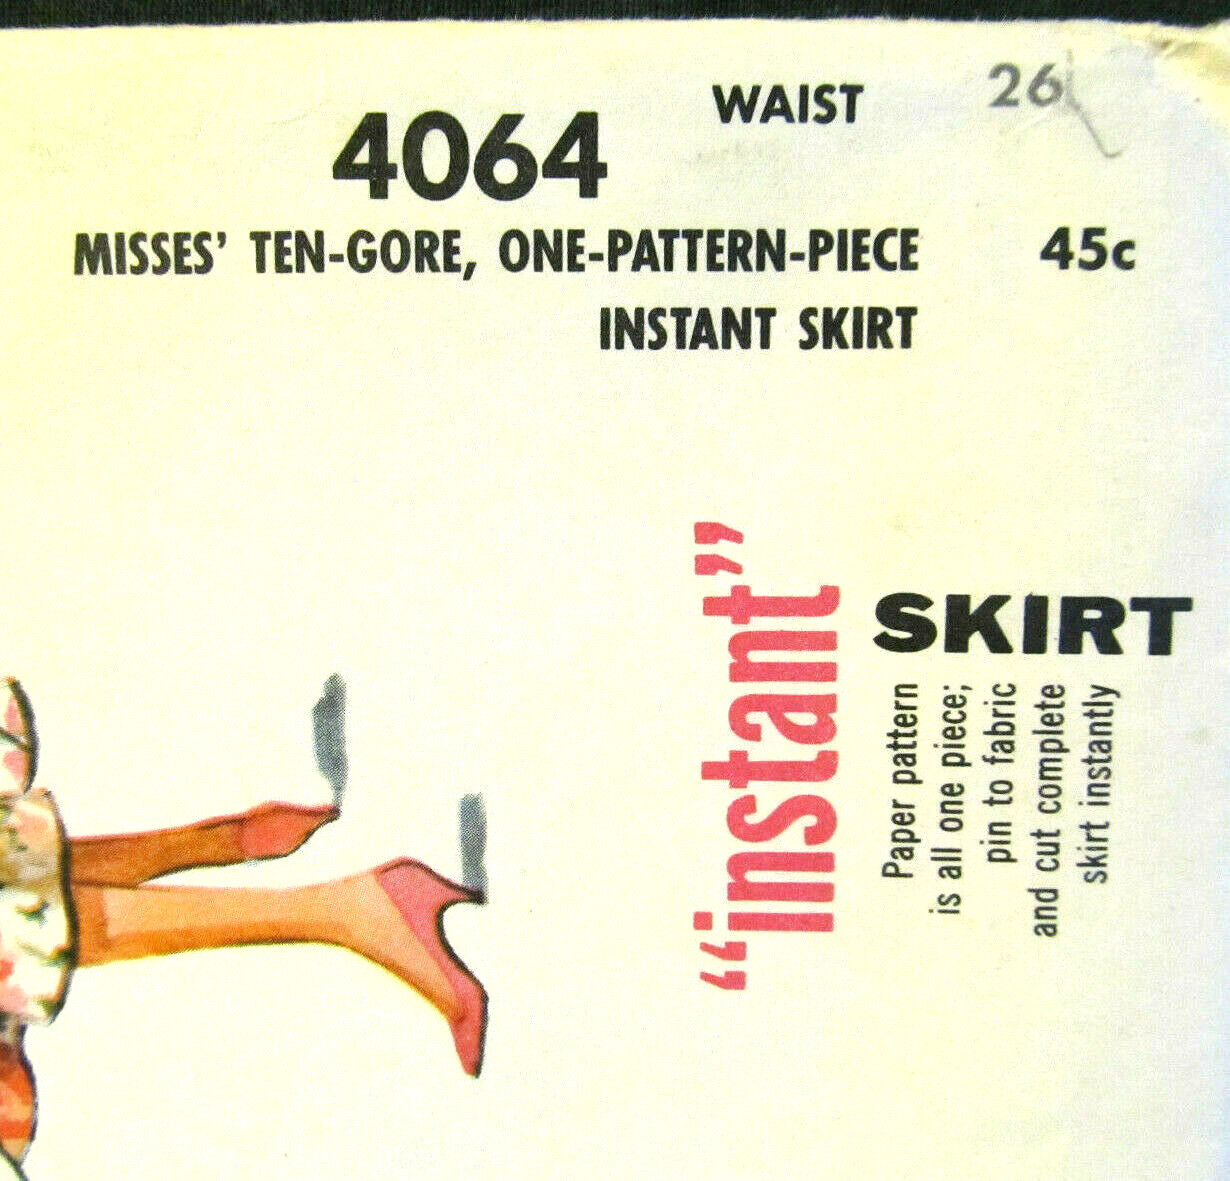 WAIST 26
4064
MISSES' TEN-GORE, ONE-PATTERN-PIECE 45c
INSTANT SKIRT
“instant”
SKIRT
Paper pattern
is all one piece;
pin to fabric
and cut complete
skirt instantly